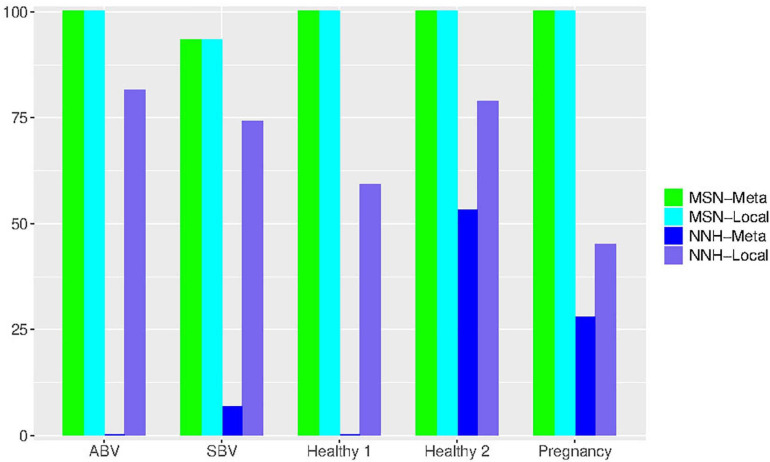 100
75
50
25
0
ABV SBV Healthy 1 Healthy 2 Pregnancy
MSN−Meta
MSN−Local
NNH−Meta
NNH−Local